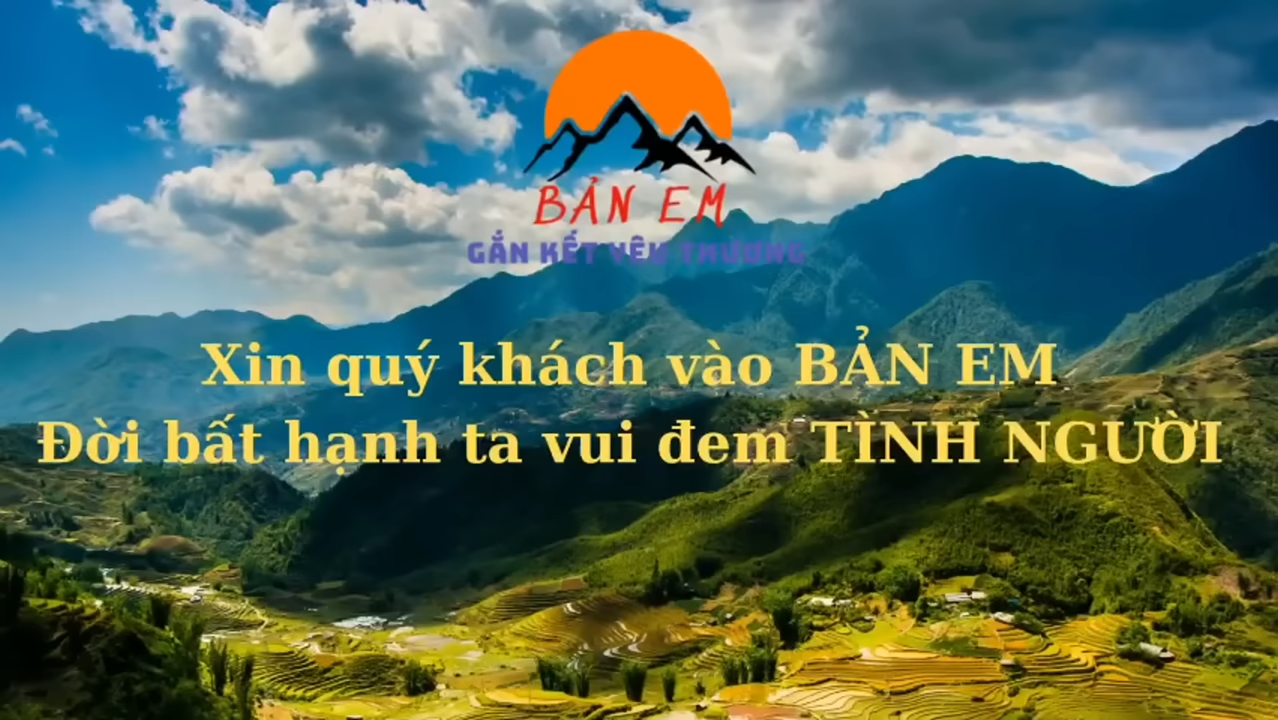 BẢN EM
GẮN KẾT YÊU THƯƠNG
Xin quý khách vào BẢN EM
Đời bất hạnh ta vui đem TÌNH NGƯỜI